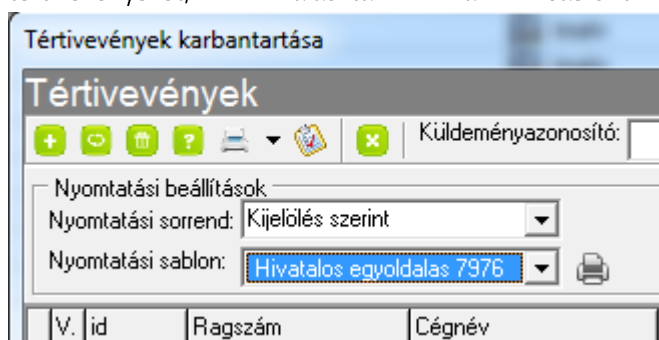 Tértivevények karbantartása
Tértivevények
Küldeményazonosító:
Nyomtatási beállítások
Nyomtatási sorrend: Kijelölés szerint
Nyomtatási sablon: Hivatalos egyoldalas 7976
V. id Ragszám Cégnév